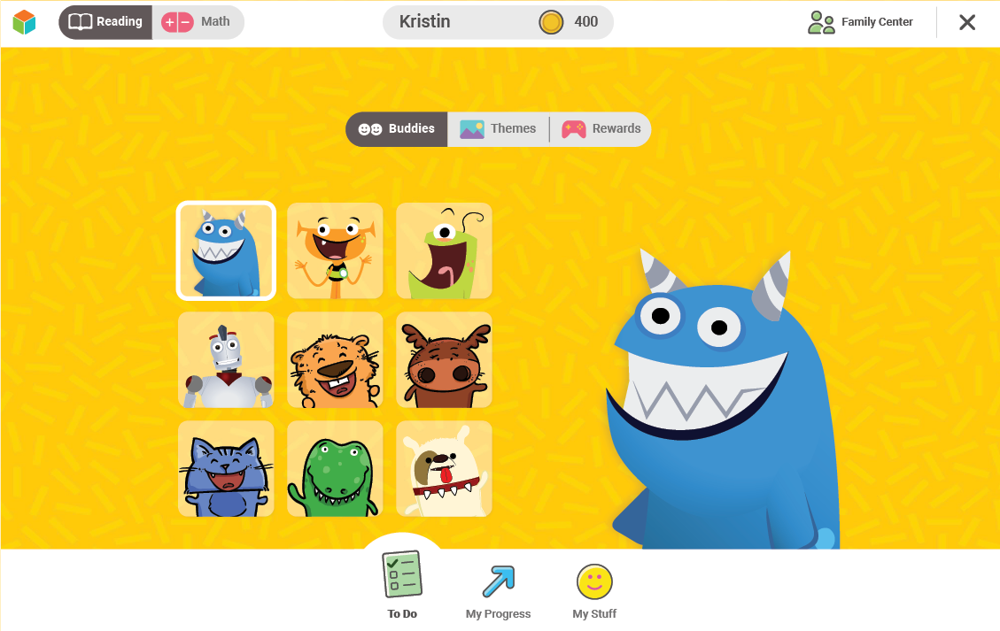 Reading
Math
Kristin
400
Family Center
Buddies
Themes
Rewards
To Do
My Progress
My Stuff